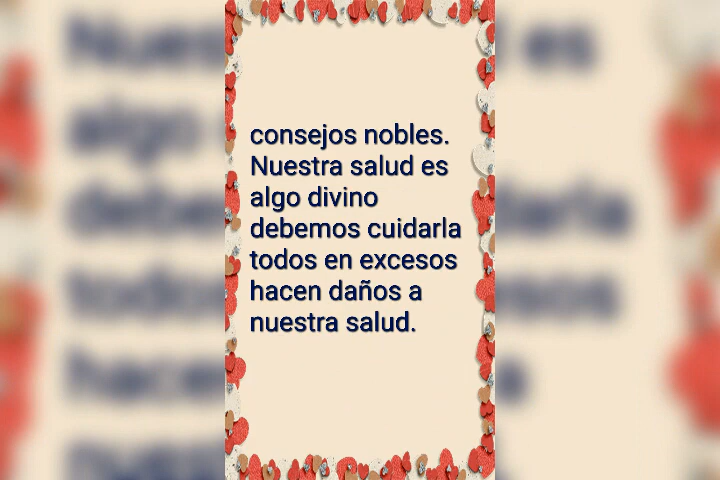 consejos nobles.
Nuestra salud es
algo divino
debemos cuidarla
todos en excesos
hacen daños a
nuestra salud.